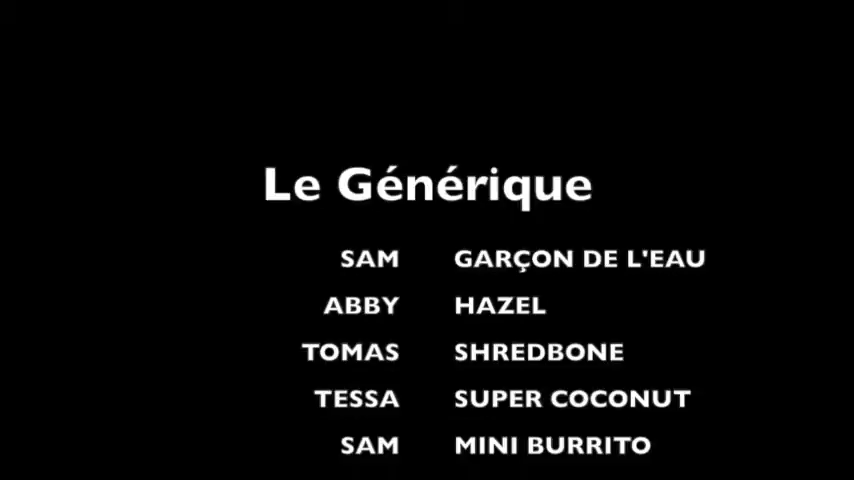 Le Générique
SAM GARÇON DE L'EAU
ABBY HAZEL
TOMAS SHREDBONE
TESSA SUPER COCONUT
SAM MINI BURRITO